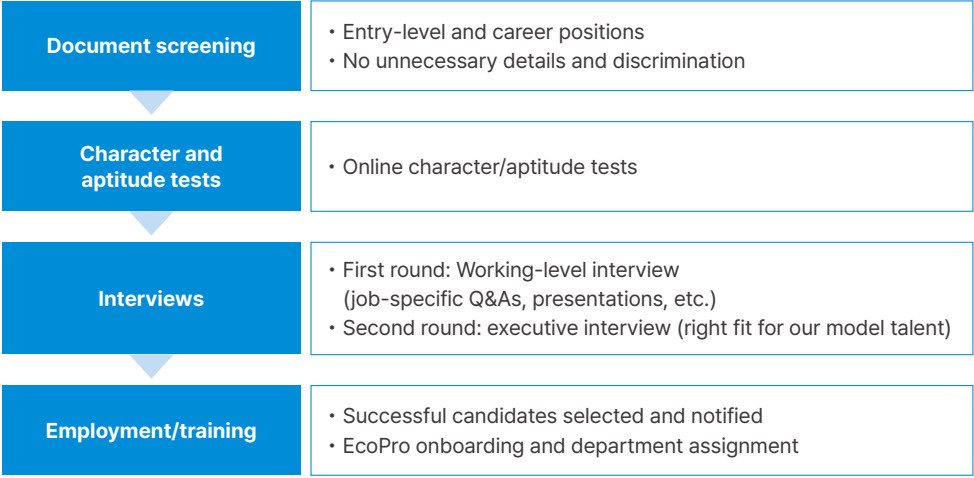 Document screening
• Entry-level and career positions
• No unnecessary details and discrimination
Character and
aptitude tests
• Online character/aptitude tests
Interviews
• First round: Working-level interview
(job-specific Q&As, presentations, etc.)
• Second round: executive interview (right fit for our model talent)
Employment/training
• Successful candidates selected and notified
• EcoPro onboarding and department assignment